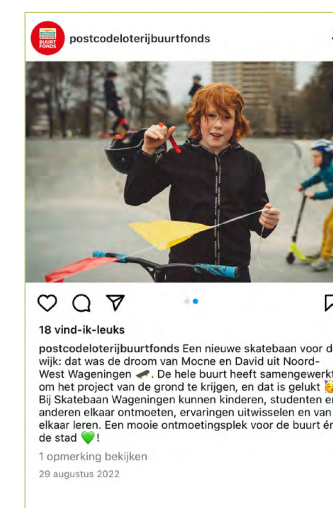 BUURT
FONDS
postcodeloterijbuurtfonds
18 vind-ik-leuks
postcodeloterijbuurtfonds Een nieuwe skatebaan voor d
wijk: dat was de droom van Mocne en David uit Noord-
West Wageningen 🛹. De hele buurt heeft samengewerkt
om het project van de grond te krijgen, en dat is gelukt 🥳
Bij Skatebaan Wageningen kunnen kinderen, studenten e
anderen elkaar ontmoeten, ervaringen uitwisselen en van
elkaar leren. Een mooie ontmoetingsplek voor de buurt én
de stad 💚!
1 opmerking bekijken
29 augustus 2022